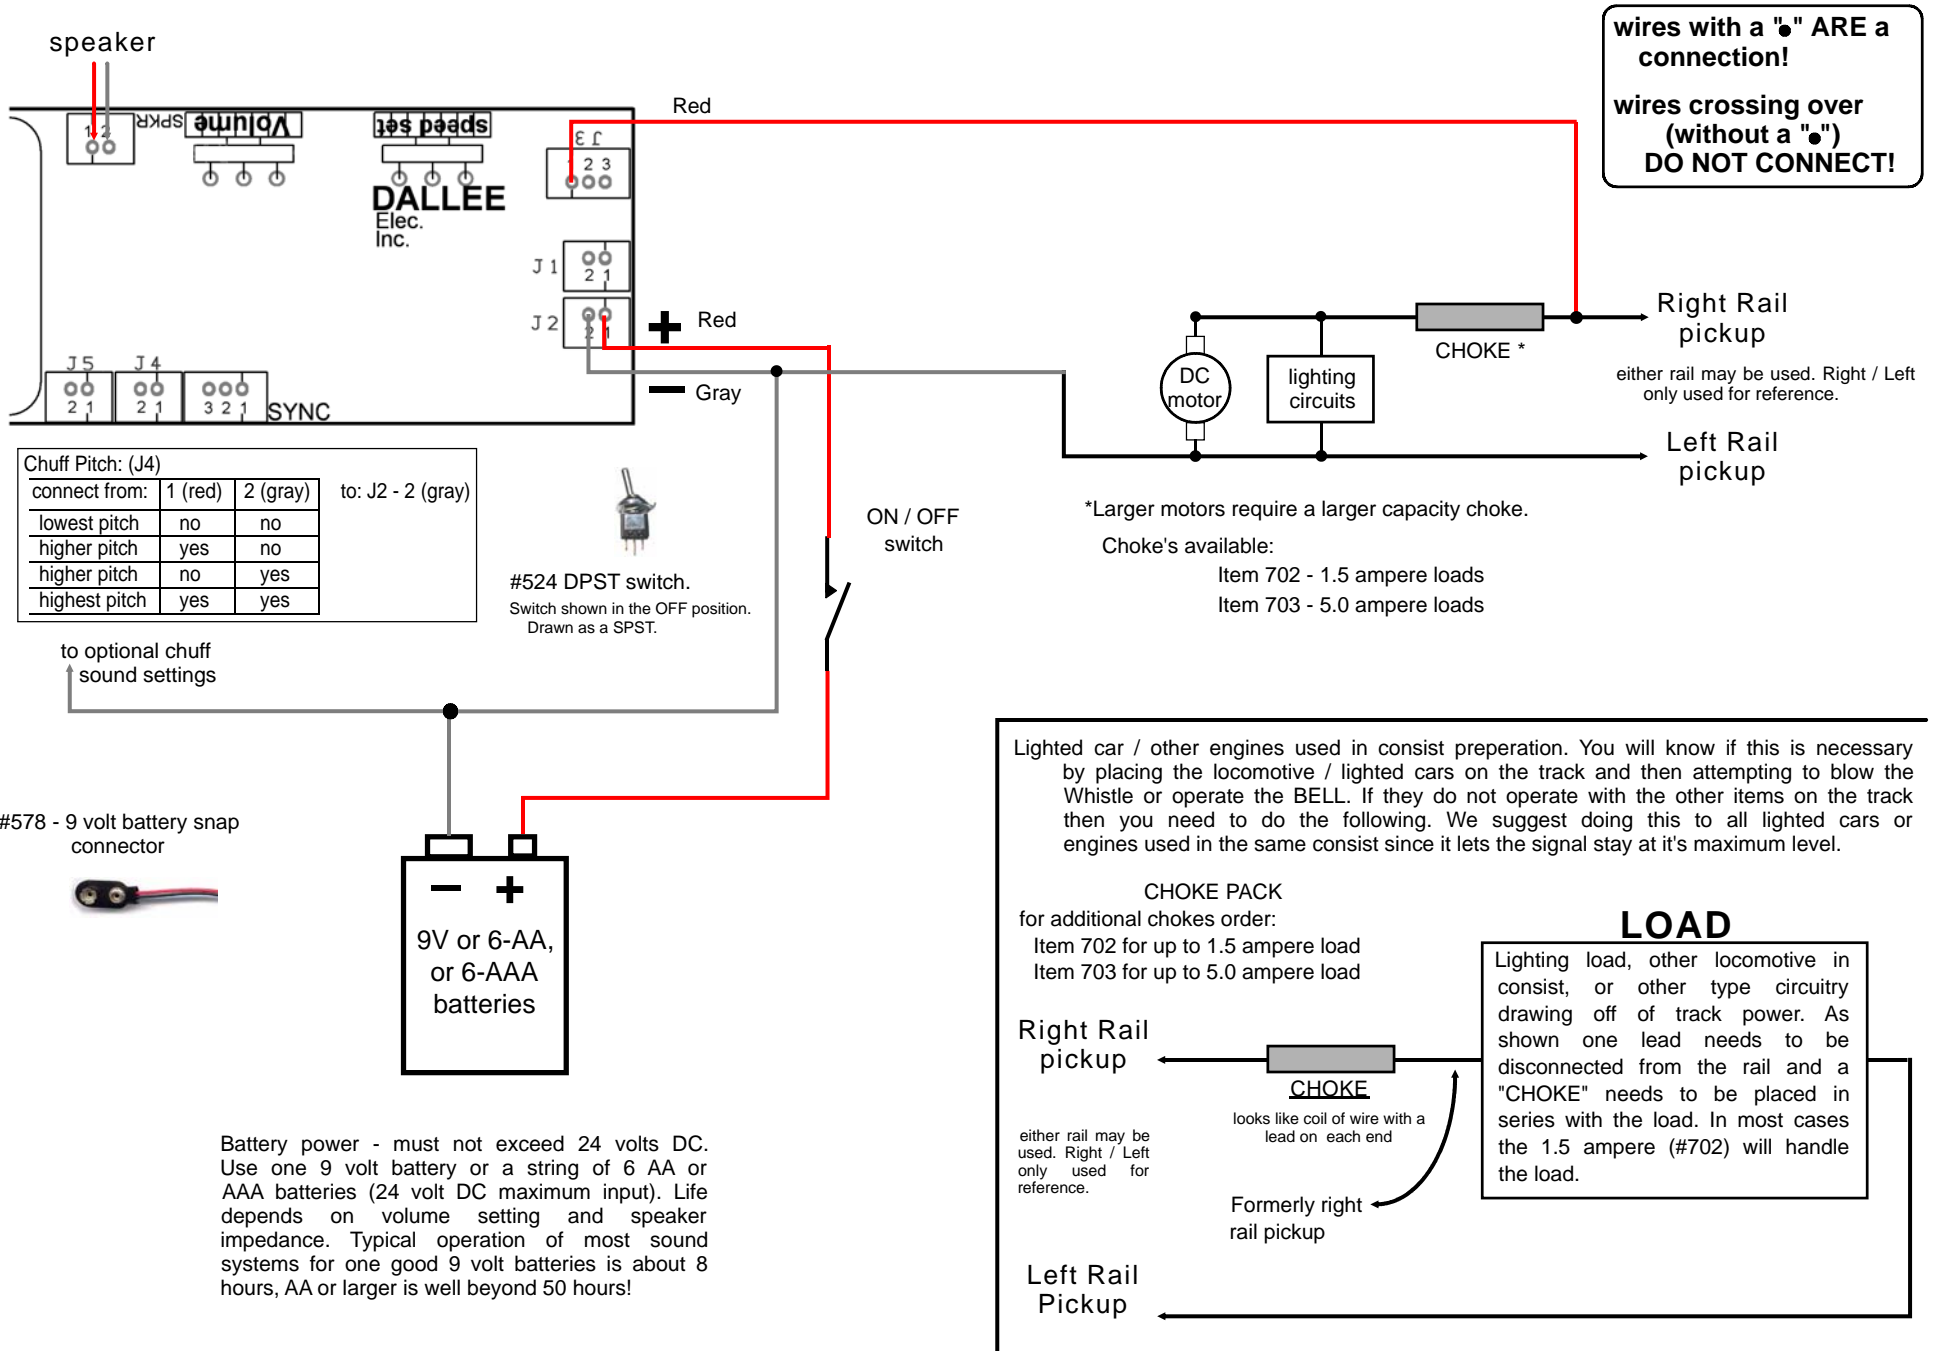 speaker
wires with a "●" ARE a
connection!
wires crossing over
(without a "●")
DO NOT CONNECT!
1 2
SPKR
Volume
speed set
J 3
1 2 3
DALLEE
Elec.
Inc.
J 1
2 1
J 2
2 1
J 5
2 1
J 4
2 1
3 2 1
SYNC
Red
+ Red
− Gray
Right Rail
pickup
CHOKE *
DC
motor
lighting
circuits
either rail may be used. Right / Left
only used for reference.
Left Rail
pickup
Chuff Pitch: (J4)
connect from: 1 (red) 2 (gray) to: J2 - 2 (gray)
lowest pitch no no
higher pitch yes no
higher pitch no yes
highest pitch yes yes
to optional chuff
sound settings
#524 DPST switch.
Switch shown in the OFF position.
Drawn as a SPST.
ON / OFF
switch
*Larger motors require a larger capacity choke.
Choke's available:
Item 702 - 1.5 ampere loads
Item 703 - 5.0 ampere loads
#578 - 9 volt battery snap
connector
− +
9V or 6-AA,
or 6-AAA
batteries
Battery power - must not exceed 24 volts DC.
Use one 9 volt battery or a string of 6 AA or
AAA batteries (24 volt DC maximum input). Life
depends on volume setting and speaker
impedance. Typical operation of most sound
systems for one good 9 volt batteries is about 8
hours, AA or larger is well beyond 50 hours!
Lighted car / other engines used in consist preperation. You will know if this is necessary
by placing the locomotive / lighted cars on the track and then attempting to blow the
Whistle or operate the BELL. If they do not operate with the other items on the track
then you need to do the following. We suggest doing this to all lighted cars or
engines used in the same consist since it lets the signal stay at it's maximum level.
CHOKE PACK
for additional chokes order:
Item 702 for up to 1.5 ampere load
Item 703 for up to 5.0 ampere load
LOAD
Lighting load, other locomotive in
consist, or other type circuitry
drawing off of track power. As
shown one lead needs to be
disconnected from the rail and a
"CHOKE" needs to be placed in
series with the load. In most cases
the 1.5 ampere (#702) will handle
the load.
Right Rail
pickup
CHOKE
looks like coil of wire with a
lead on each end
either rail may be
used. Right / Left
only used for
reference.
Formerly right
rail pickup
Left Rail
Pickup